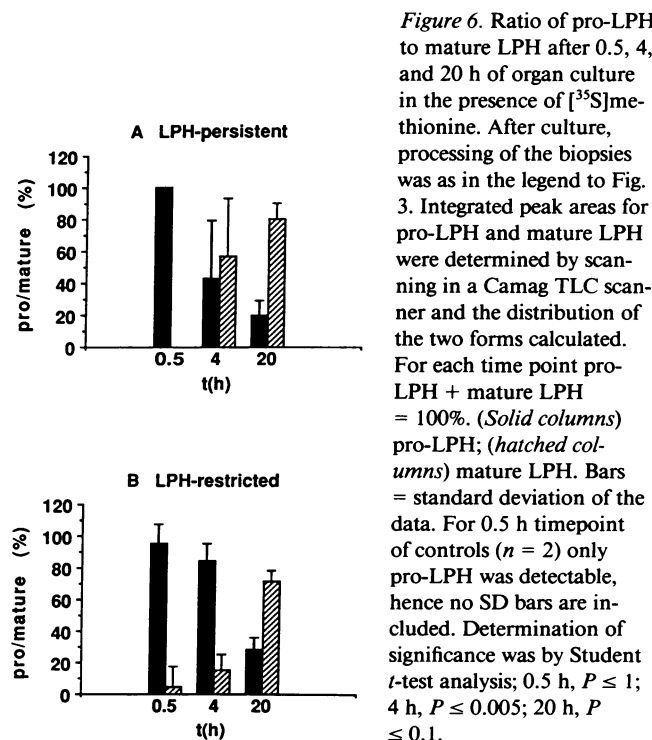 Figure 6. Ratio of pro-LPH
to mature LPH after 0.5, 4,
and 20 h of organ culture
in the presence of [³⁵S]me-
thionine. After culture,
processing of the biopsies
was as in the legend to Fig.
3. Integrated peak areas for
pro-LPH and mature LPH
were determined by scan-
ning in a Camag TLC scan-
ner and the distribution of
the two forms calculated.
For each time point pro-
LPH + mature LPH
= 100%. (Solid columns)
pro-LPH; (hatched col-
umns) mature LPH. Bars
= standard deviation of the
data. For 0.5 h timepoint
of controls (n = 2) only
pro-LPH was detectable,
hence no SD bars are in-
cluded. Determination of
significance was by Student
t-test analysis; 0.5 h, P ≤ 1;
4 h, P ≤ 0.005; 20 h, P
≤ 0.1.
A LPH-persistent
pro/mature (%)
120
100
80
60
40
20
0
0.5 4 20
t(h)
B LPH-restricted
pro/mature (%)
120
100
80
60
40
20
0
0.5 4 20
t(h)